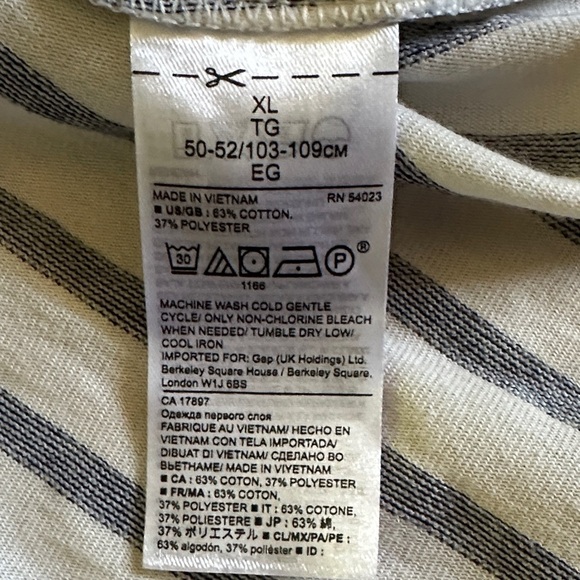 XL
TG
50-52/103-109CM
EG
MADE IN VIETNAM RN 54023
■ US/GB : 63% COTTON.
37% POLYESTER
30 P ®
1166
MACHINE WASH COLD GENTLE
CYCLE/ ONLY NON-CHLORINE BLEACH
WHEN NEEDED/ TUMBLE DRY LOW/
COOL IRON
IMPORTED FOR: Gap (UK Holdings) Ltd.
Berkeley Square House / Berkeley Square,
London W1J 6BS
CA 17897
Одежда первого слоя
FABRIQUE AU VIETNAM/ HECHO EN
VIETNAM CON TELA IMPORTADA/
DIBUAT DI VIETNAM/ СДЕЛАНО ВО
ВЬЕТНАМЕ/ MADE IN VIYETNAM
■ CA : 63% COTON, 37% POLYESTER
■ FR/MA : 63% COTON,
37% POLYESTER ■ IT : 63% COTONE,
37% POLIESTERE ■ JP : 63% 綿,
37% ポリエステル ■ CL/MX/PA/PE :
63% algodón, 37% poliéster ■ ID :